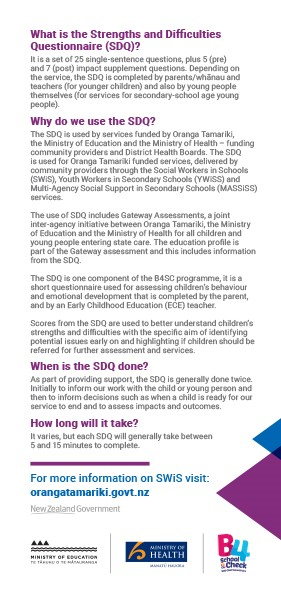 What is the Strengths and Difficulties
Questionnaire (SDQ)?
It is a set of 25 single-sentence questions, plus 5 (pre)
and 7 (post) impact supplement questions. Depending on
the service, the SDQ is completed by parents/whānau and
teachers (for younger children) and also by young people
themselves (for services for secondary-school age young
people).
Why do we use the SDQ?
The SDQ is used by services funded by Oranga Tamariki,
the Ministry of Education and the Ministry of Health – funding
community providers and District Health Boards. The SDQ
is used for Oranga Tamariki funded services, delivered by
community providers through the Social Workers in Schools
(SWiS), Youth Workers in Secondary Schools (YWiSS) and
Multi-Agency Social Support in Secondary Schools (MASSiSS)
services.
The use of SDQ includes Gateway Assessments, a joint
inter-agency initiative between Oranga Tamariki, the Ministry
of Education and the Ministry of Health for all children and
young people entering state care. The education profile is
part of the Gateway assessment and this includes information
from the SDQ.
The SDQ is one component of the B4SC programme, it is a
short questionnaire used for assessing children's behaviour
and emotional development that is completed by the parent,
and by an Early Childhood Education (ECE) teacher.
Scores from the SDQ are used to better understand children's
strengths and difficulties with the specific aim of identifying
potential issues early on and highlighting if children should be
referred for further assessment and services.
When is the SDQ done?
As part of providing support, the SDQ is generally done twice.
Initially to inform our work with the child or young person and
then to inform decisions such as when a child is ready for our
service to end and to assess impacts and outcomes.
How long will it take?
It varies, but each SDQ will generally take between
5 and 15 minutes to complete.
For more information on SWiS visit:
orangatamariki.govt.nz
New Zealand Government
MINISTRY OF EDUCATION
TE TĀHUHU O TE MĀTAURANGA
MINISTRY OF
HEALTH
MANATŪ HAUORA
B4
School
Check